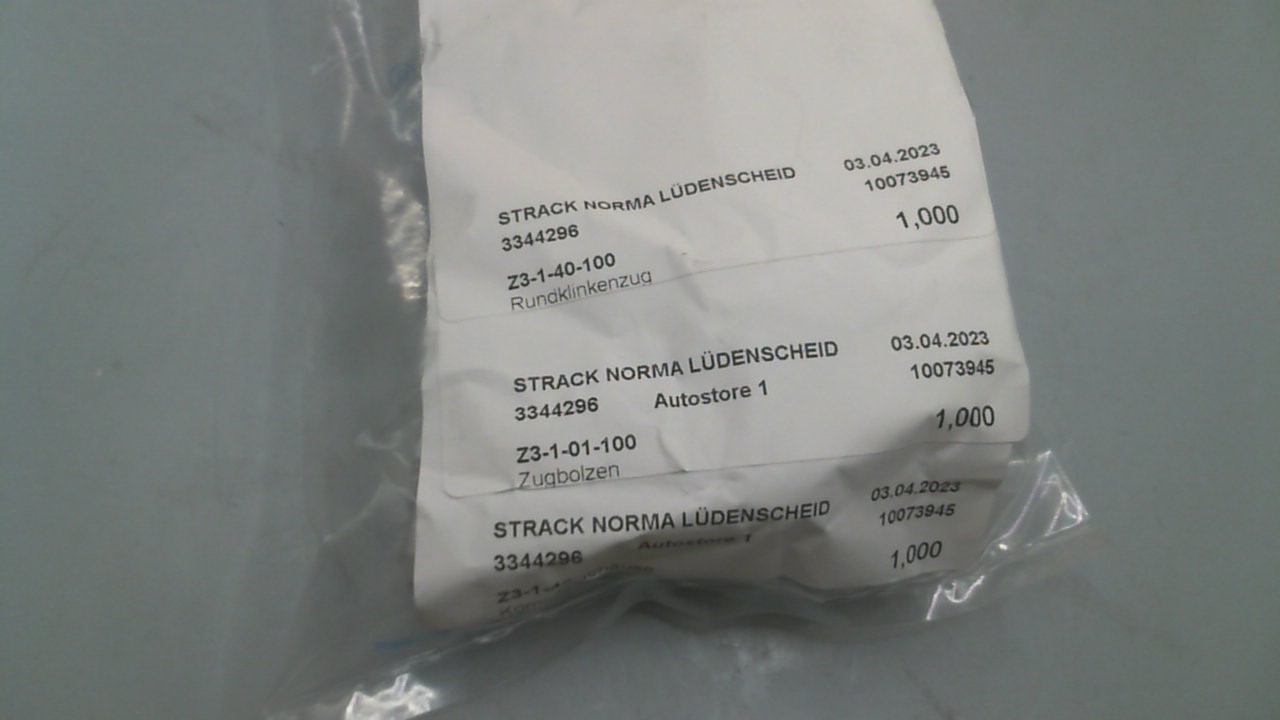 STRACK NORMA LÜDENSCHEID 03.04.2023
3344296 10073945
Z3-1-40-100 1,000
Rundklinkenzug
STRACK NORMA LÜDENSCHEID 03.04.2023
3344296 Autostore 1 10073945
Z3-1-01-100 1,000
Zugbolzen
STRACK NORMA LÜDENSCHEID 03.04.2023
3344296 Autostore 1 10073945
1,000